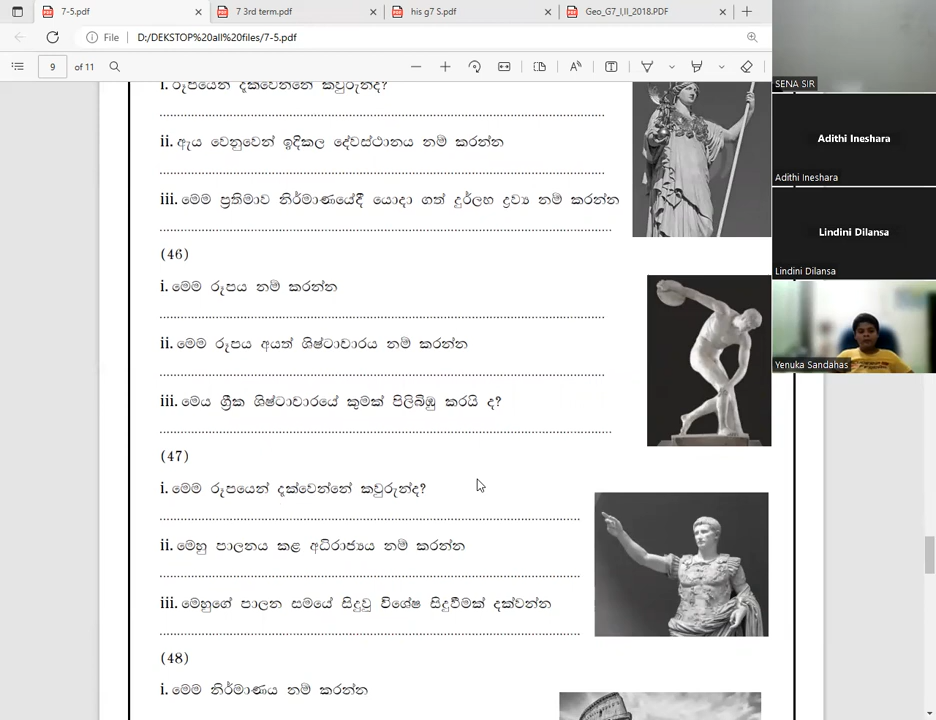 7-5.pdf
7 3rd term.pdf
his g7 S.pdf
Geo_G7_I,II_2018.PDF
File
D:/DEKSTOP%20all%20files/7-5.pdf
9 of 11
i. රූපයෙන් දැක්වෙන්නේ කවුරුන්ද?
ii. ඇය වෙනුවෙන් ඉදිකල දේවස්ථානය නම් කරන්න
iii. මෙම ප්‍රතිමාව නිර්මාණයේදී යොදා ගත් දුර්ලභ ද්‍රව්‍ය නම් කරන්න
(46)
i. මෙම රූපය නම් කරන්න
ii. මෙම රූපය අයත් ශිෂ්ටාචාරය නම් කරන්න
iii. මෙය ග්‍රීක ශිෂ්ටාචාරයේ කුමක් පිලිබිඹු කරයි ද?
(47)
i. මෙම රූපයෙන් දැක්වෙන්නේ කවුරුන්ද?
ii. මොහු පාලනය කළ අධිරාජ්‍යය නම් කරන්න
iii. මොහුගේ පාලන සමයේ සිදුවූ විශේෂ සිදුවීමක් දක්වන්න
(48)
i. මෙම නිර්මාණය නම් කරන්න
SENA SIR
Adithi Ineshara
Adithi Ineshara
Lindini Dilansa
Lindini Dilansa
Yenuka Sandahas